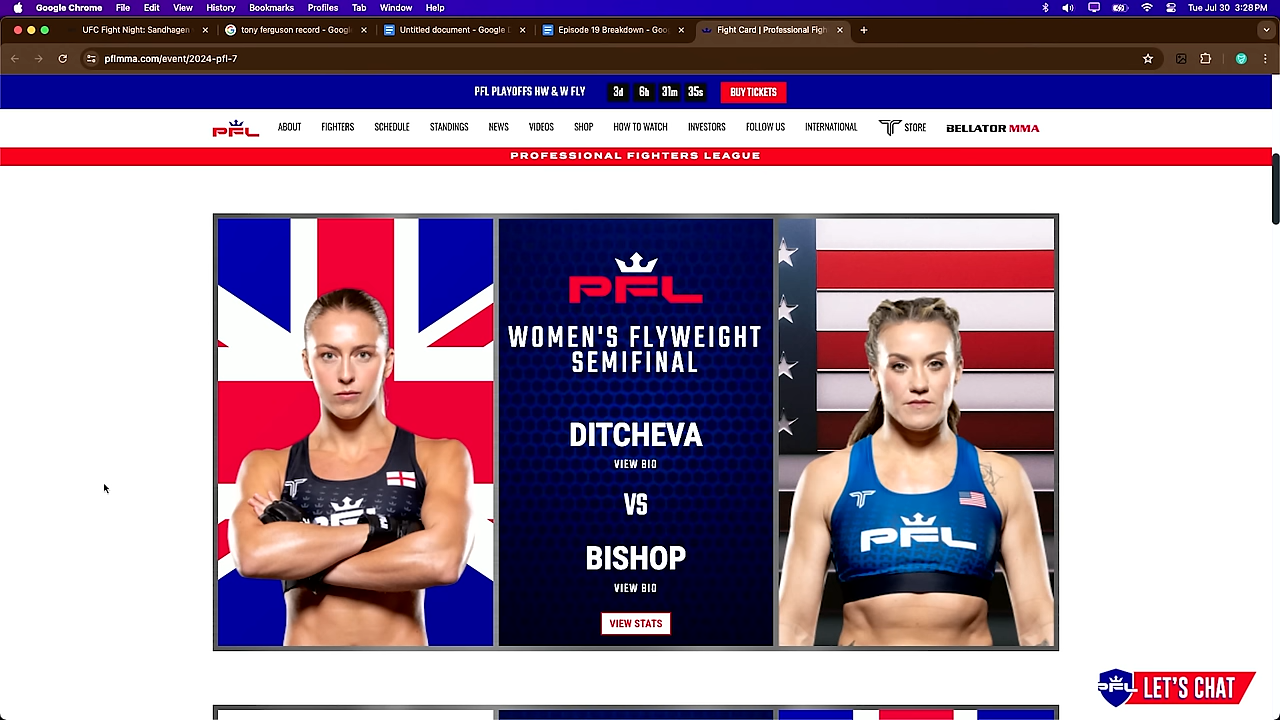 Google Chrome File Edit View History Bookmarks Profiles Tab Window Help Tue Jul 30 3:28 PM
UFC Fight Night: Sandhagen tony ferguson record - Googl Untitled document - Google D Episode 19 Breakdown - Goo Fight Card | Professional Figh
pflmma.com/event/2024-pfl-7
PFL PLAYOFFS HW & W FLY 3d 6h 31m 35s BUY TICKETS
PFL ABOUT FIGHTERS SCHEDULE STANDINGS NEWS VIDEOS SHOP HOW TO WATCH INVESTORS FOLLOW US INTERNATIONAL STORE BELLATOR MMA
PROFESSIONAL FIGHTERS LEAGUE
PFL
WOMEN'S FLYWEIGHT
SEMIFINAL
DITCHEVA
VIEW BIO
VS
BISHOP
VIEW BIO
VIEW STATS
PFL
PFL
PFL LET'S CHAT